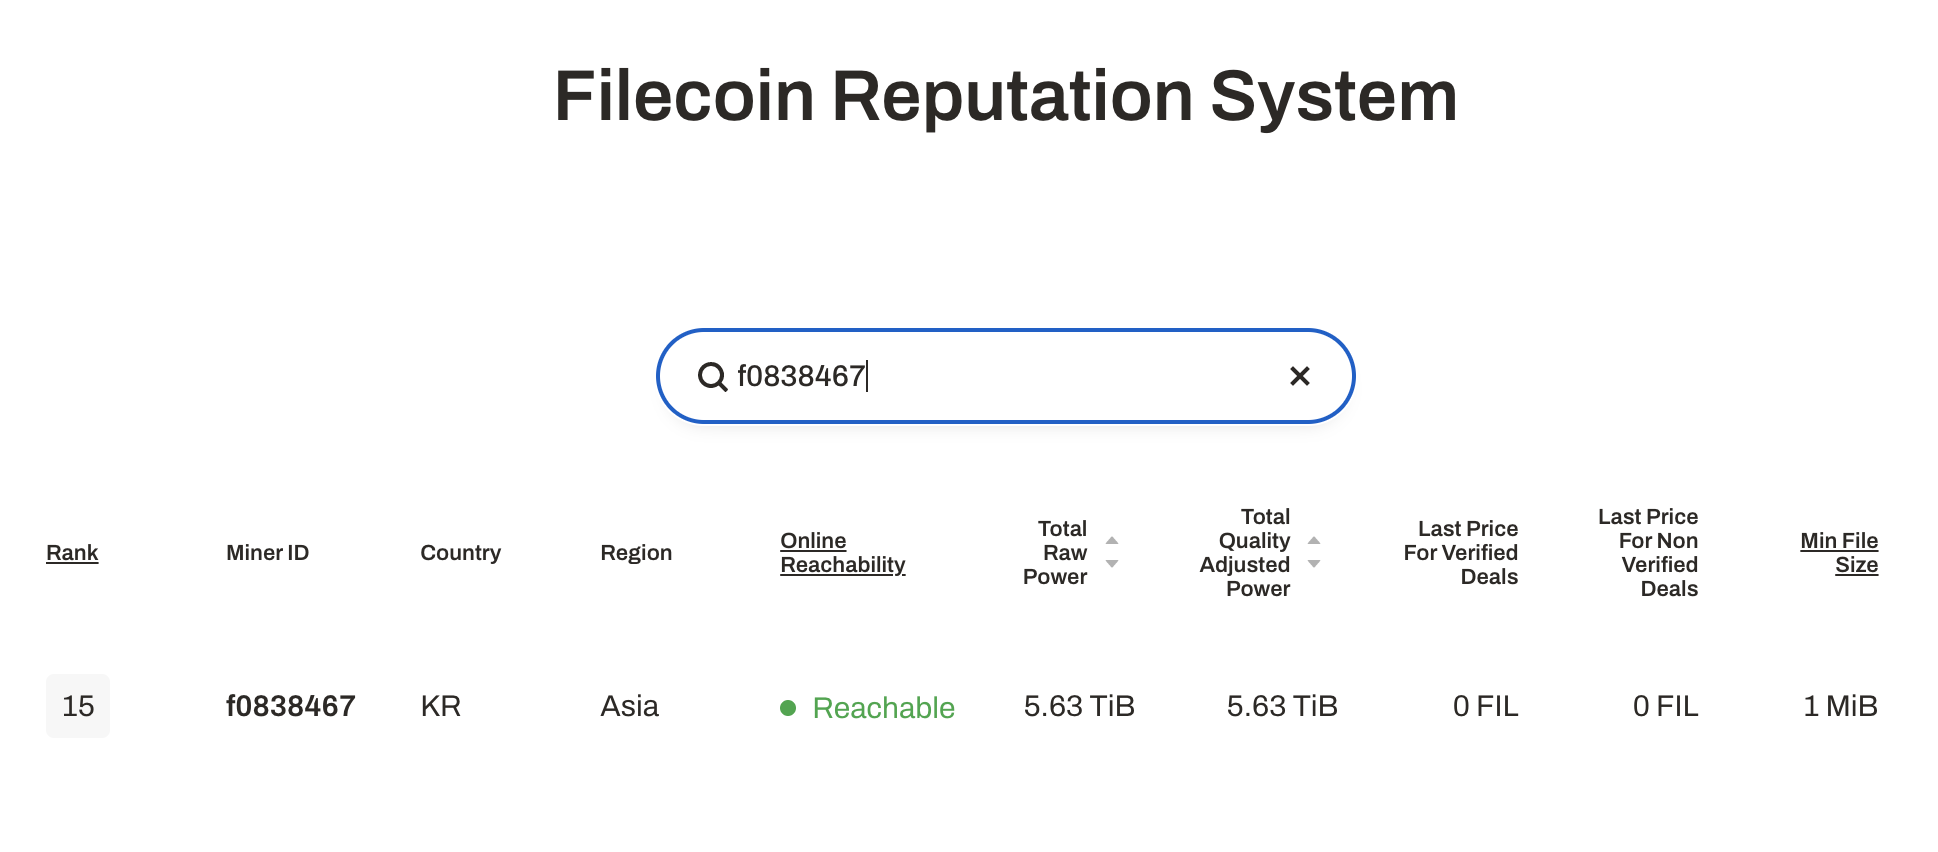 Filecoin Reputation System
f0838467
Rank
Miner ID
Country
Region
Online
Reachability
Total
Raw
Power
Total
Quality
Adjusted
Power
Last Price
For Verified
Deals
Last Price
For Non
Verified
Deals
Min File
Size
15
f0838467
KR
Asia
Reachable
5.63 TiB
5.63 TiB
0 FIL
0 FIL
1 MiB